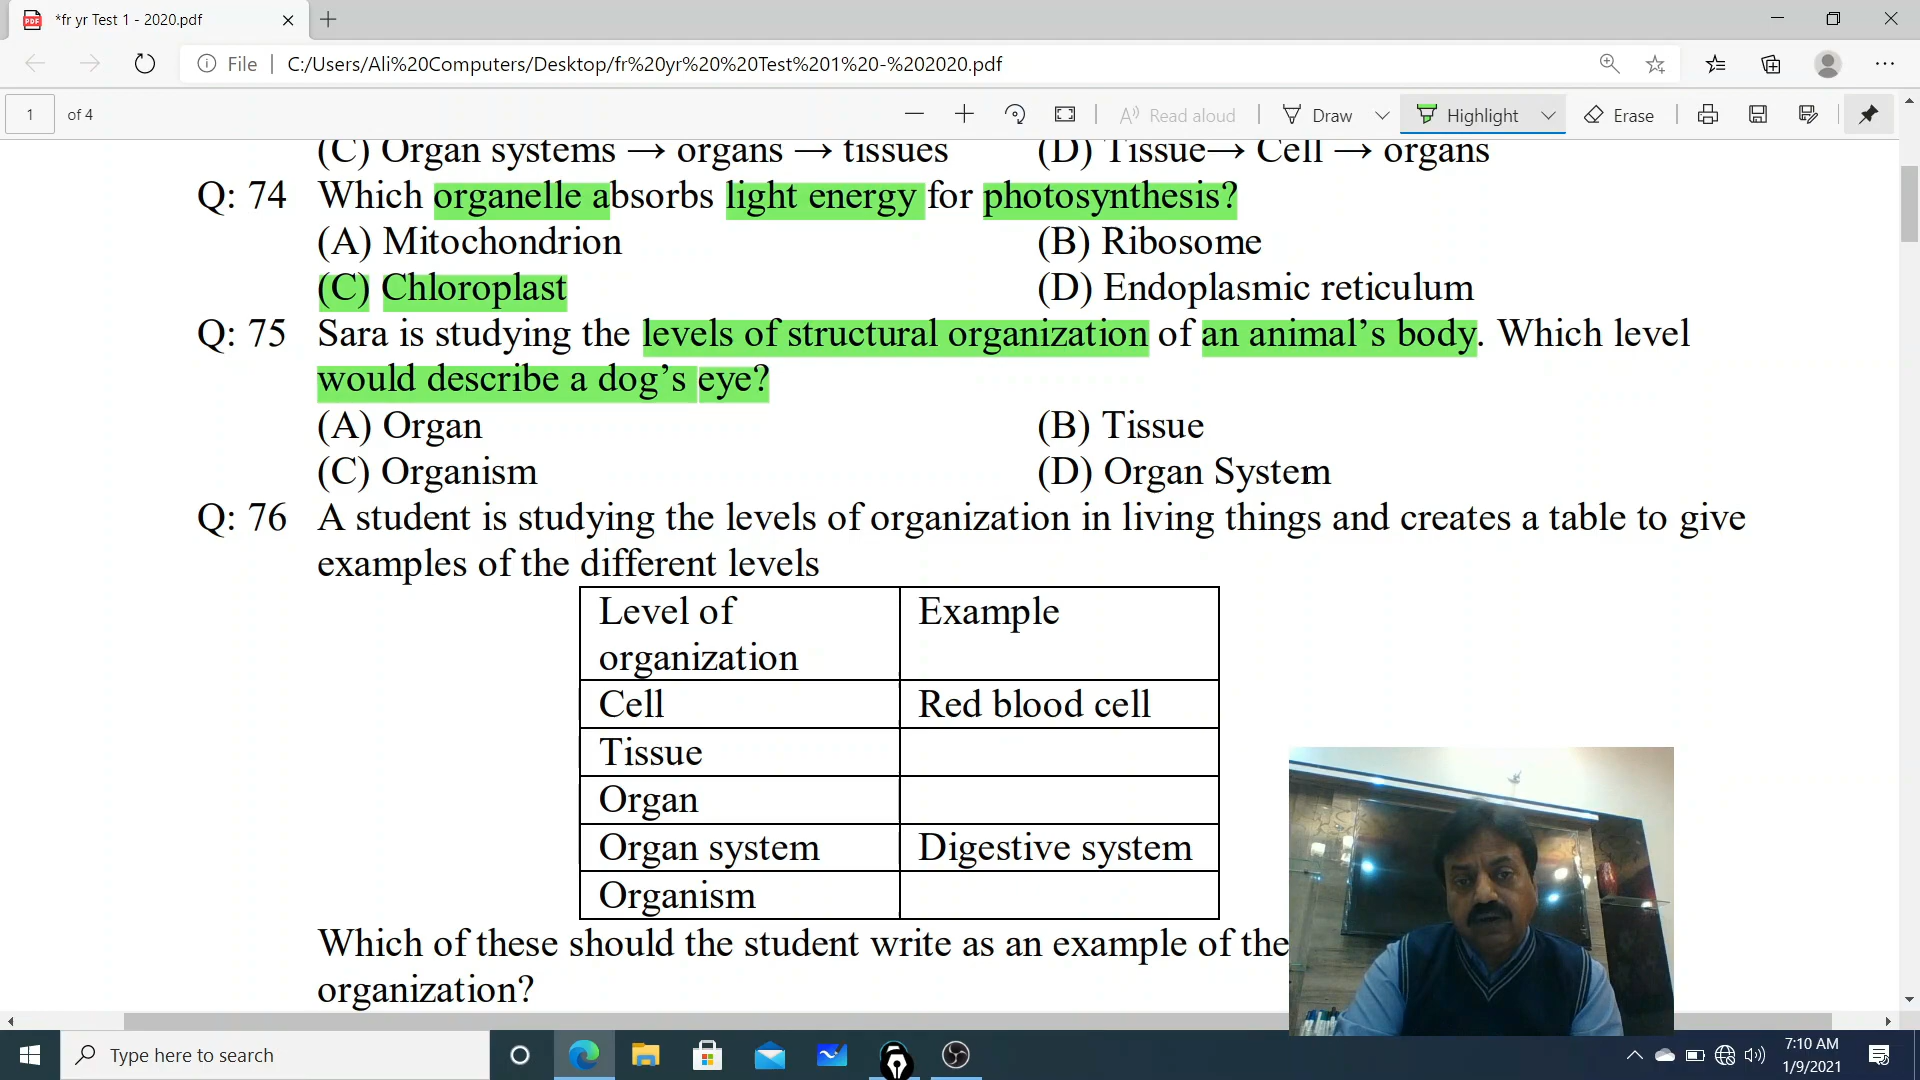 *fr yr Test 1 - 2020.pdf
File | C:/Users/Ali%20Computers/Desktop/fr%20yr%20%20Test%201%20-%202020.pdf
1 of 4 Read aloud Draw Highlight Erase
(C) Organ systems → organs → tissues (D) Tissue→ Cell → organs
Q: 74 Which organelle absorbs light energy for photosynthesis?
(A) Mitochondrion (B) Ribosome
(C) Chloroplast (D) Endoplasmic reticulum
Q: 75 Sara is studying the levels of structural organization of an animal’s body. Which level
would describe a dog’s eye?
(A) Organ (B) Tissue
(C) Organism (D) Organ System
Q: 76 A student is studying the levels of organization in living things and creates a table to give
examples of the different levels
Level of Example
organization
Cell Red blood cell
Tissue
Organ
Organ system Digestive system
Organism
Which of these should the student write as an example of the
organization?
Type here to search
7:10 AM
1/9/2021